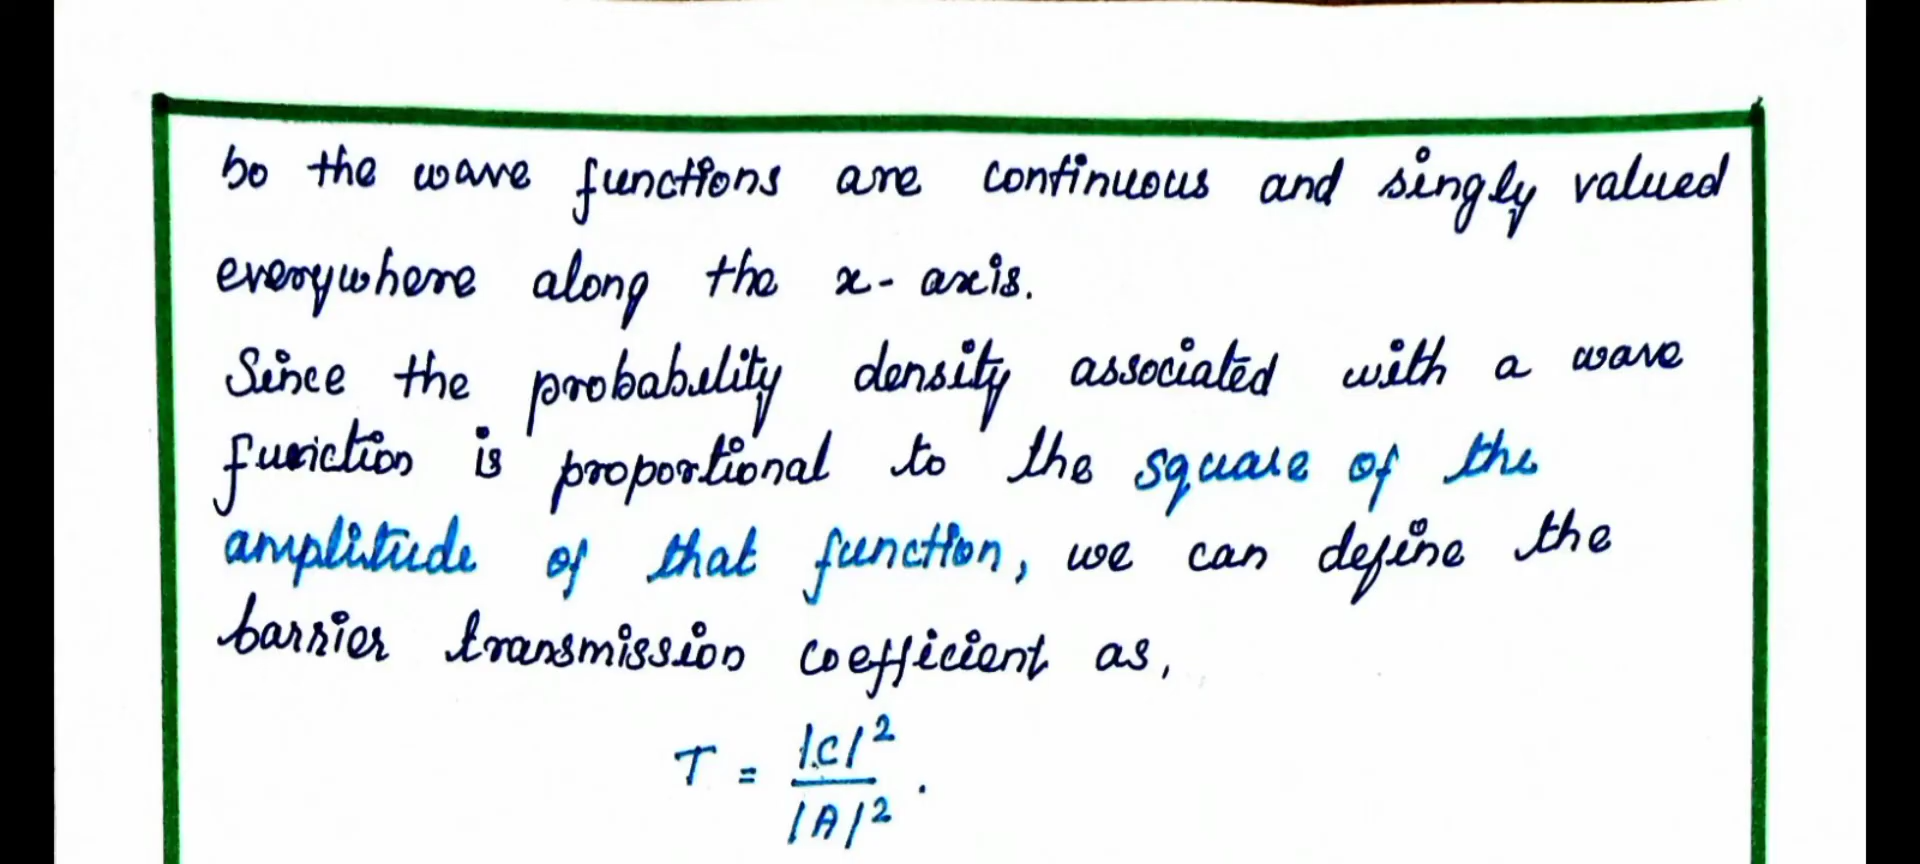 so the wave functions are continuous and singly valued
everywhere along the x- axis.
Since the probability density associated with a wave
function is proportional to the square of the
amplitude of that function, we can define the
barrier transmission coefficient as,
T = |C|²
|A|² .